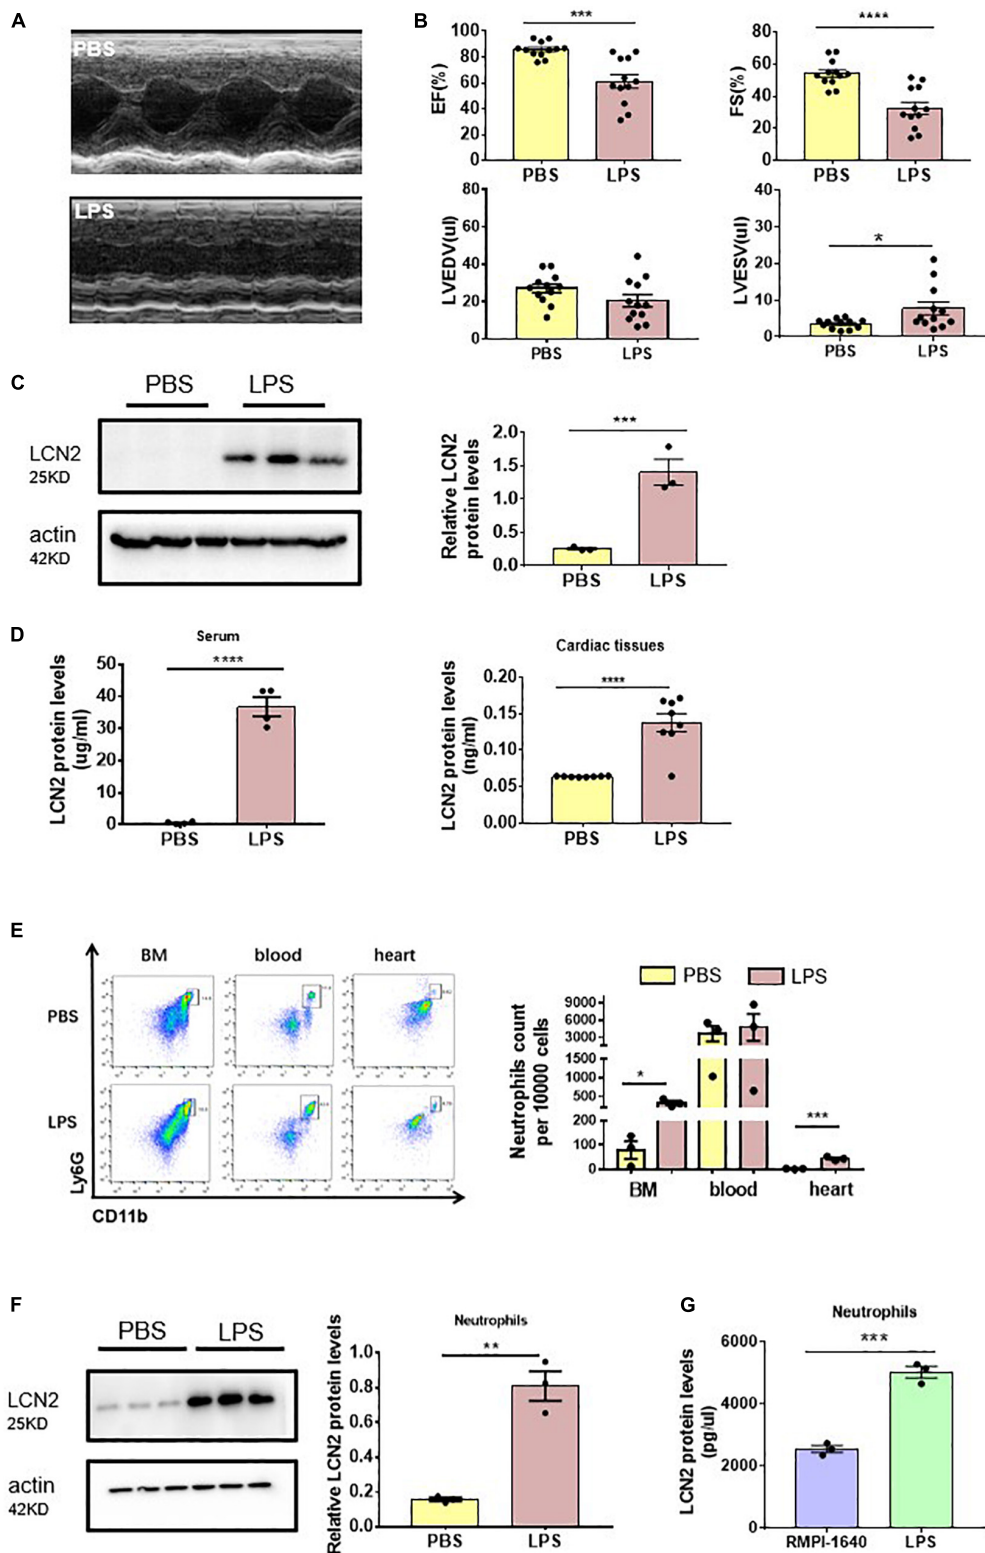 A
PBS
LPS
B
***
EF(%)
100
80
60
40
20
0
PBS
LPS
****
FS(%)
80
60
40
20
0
PBS
LPS
LVEDV(ul)
80
60
40
20
0
PBS
LPS
*
LVESV(ul)
40
30
20
10
0
PBS
LPS
C
PBS
LPS
LCN2
25KD
actin
42KD
***
Relative LCN2
protein levels
2.0
1.5
1.0
0.5
0.0
PBS
LPS
D
Serum
****
LCN2 protein levels
(ug/ml)
50
40
30
20
10
0
PBS
LPS
Cardiac tissues
****
LCN2 protein levels
(ng/ml)
0.20
0.15
0.10
0.05
0.00
PBS
LPS
E
BM
blood
heart
PBS
LPS
Ly6G
CD11b
PBS
LPS
Neutrophils count
per 10000 cells
9000
6000
3000
1500
1000
500
200
100
0
*
***
BM
blood
heart
F
PBS
LPS
LCN2
25KD
actin
42KD
Neutrophils
**
Relative LCN2 protein levels
1.0
0.8
0.6
0.4
0.2
0.0
PBS
LPS
G
Neutrophils
***
LCN2 protein levels
(pg/ul)
6000
4000
2000
0
RMPI-1640
LPS